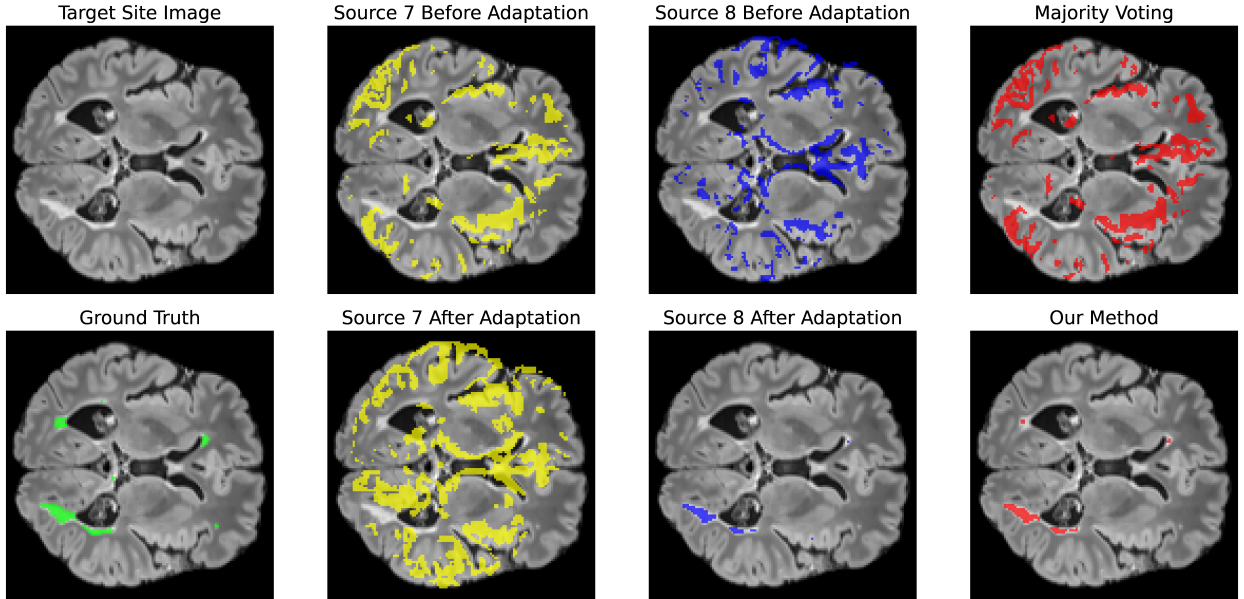 Target Site Image
Source 7 Before Adaptation
Source 8 Before Adaptation
Majority Voting
Ground Truth
Source 7 After Adaptation
Source 8 After Adaptation
Our Method